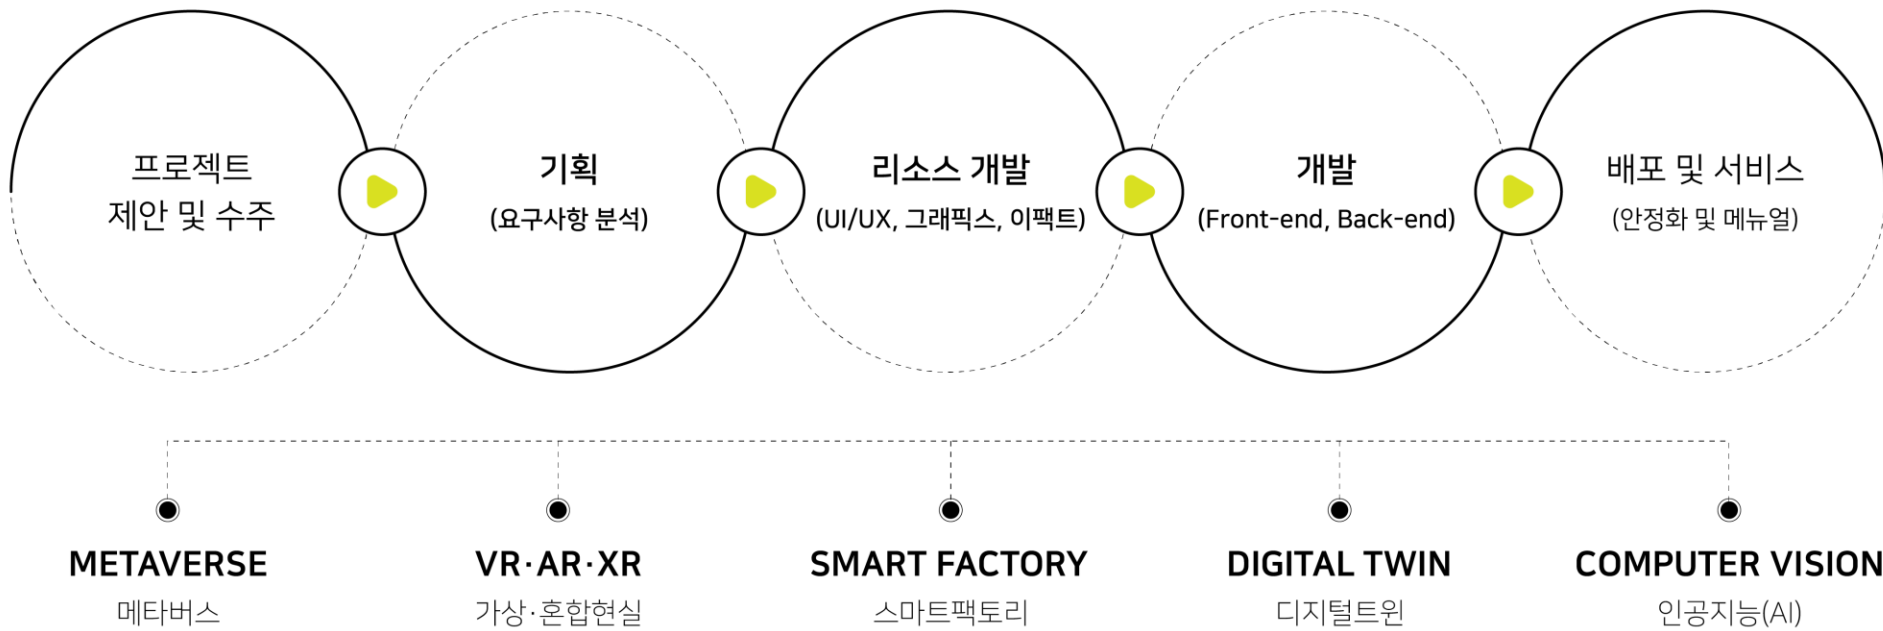 프로젝트
제안 및 수주
기획
(요구사항 분석)
리소스 개발
(UI/UX, 그래픽스, 이팩트)
개발
(Front-end, Back-end)
배포 및 서비스
(안정화 및 메뉴얼)
METAVERSE
메타버스
VR·AR·XR
가상·혼합현실
SMART FACTORY
스마트팩토리
DIGITAL TWIN
디지털트윈
COMPUTER VISION
인공지능(AI)